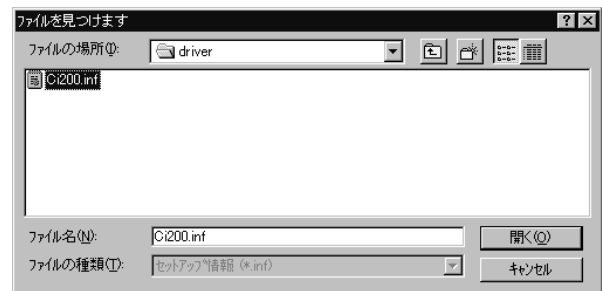 ファイルを見つけます
ファイルの場所(I):
driver
Ci200.inf
ファイル名(N):
Ci200.inf
開く(O)
ファイルの種類(T):
セットアップ情報 (*.inf)
キャンセル